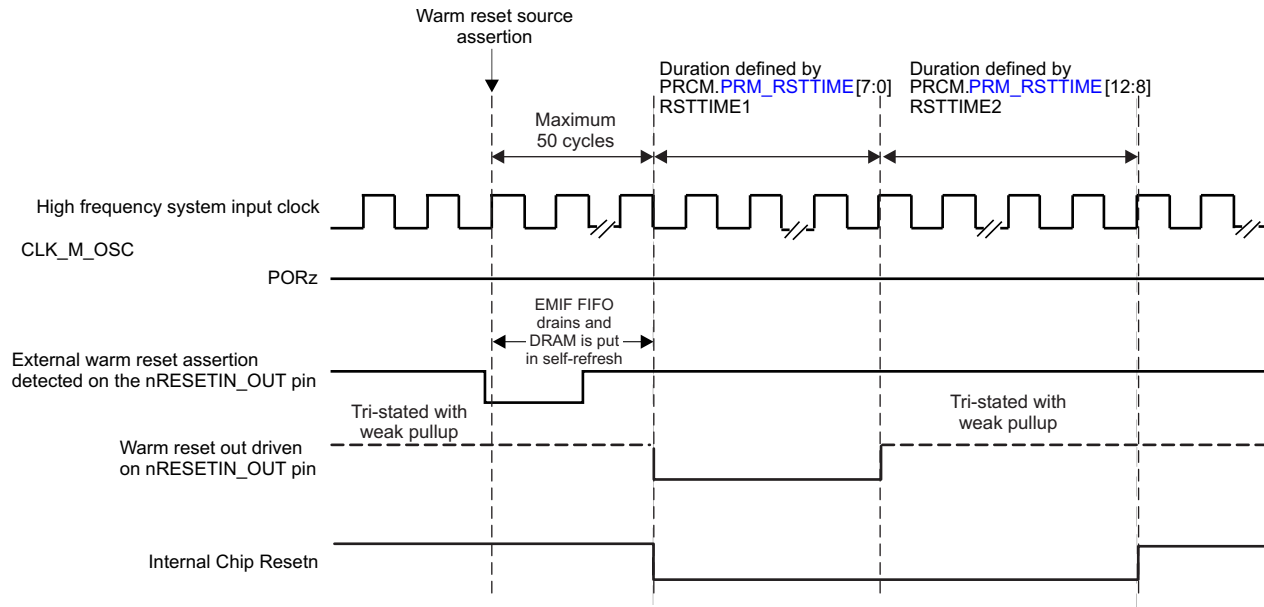 Warm reset source
assertion
Duration defined by
PRCM.PRM_RSTTIME[7:0]
RSTTIME1
Duration defined by
PRCM.PRM_RSTTIME[12:8]
RSTTIME2
Maximum
50 cycles
High frequency system input clock
CLK_M_OSC
PORz
EMIF FIFO
drains and
DRAM is put
in self-refresh
External warm reset assertion
detected on the nRESETIN_OUT pin
Tri-stated with
weak pullup
Tri-stated with
weak pullup
Warm reset out driven
on nRESETIN_OUT pin
Internal Chip Resetn